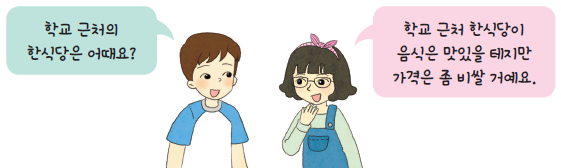 학교 근처의
한식당은 어때요?
학교 근처 한식당이
음식은 맛있을 테지만
가격은 좀 비쌀 거예요.